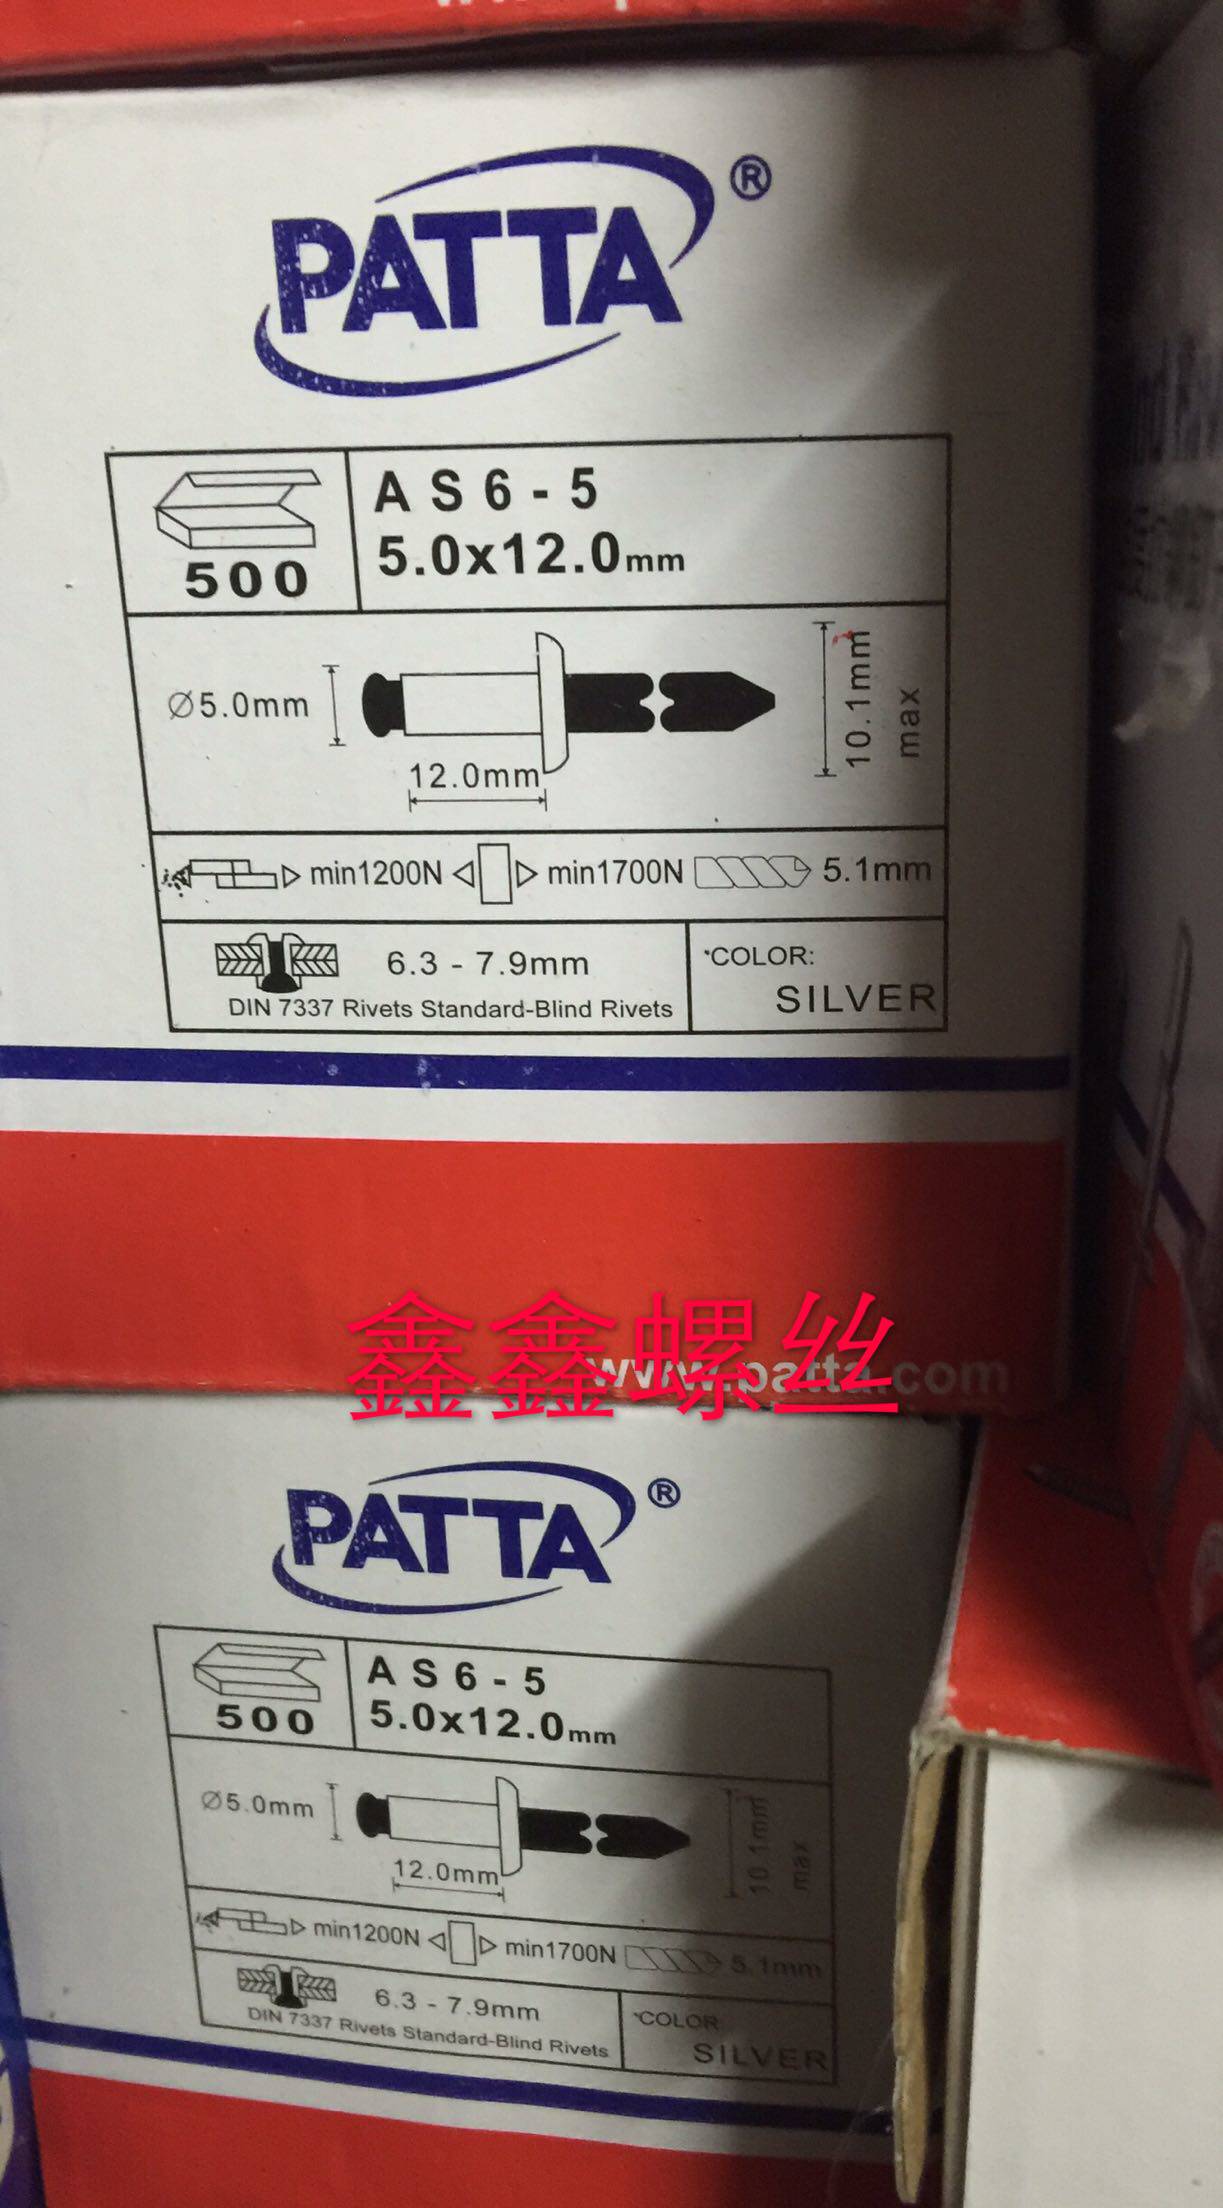 PATTA®
AS6-5
500
5.0x12.0mm
Ø5.0mm
12.0mm
10.1mm
max
min1200N
min1700N
5.1mm
6.3 - 7.9mm
DIN 7337 Rivets Standard-Blind Rivets
*COLOR:
SILVER
鑫鑫螺丝
www.patta.com
PATTA®
AS6-5
500
5.0x12.0mm
Ø5.0mm
12.0mm
10.1mm
max
min1200N
min1700N
5.1mm
6.3 - 7.9mm
DIN 7337 Rivets Standard-Blind Rivets
*COLOR:
SILVER